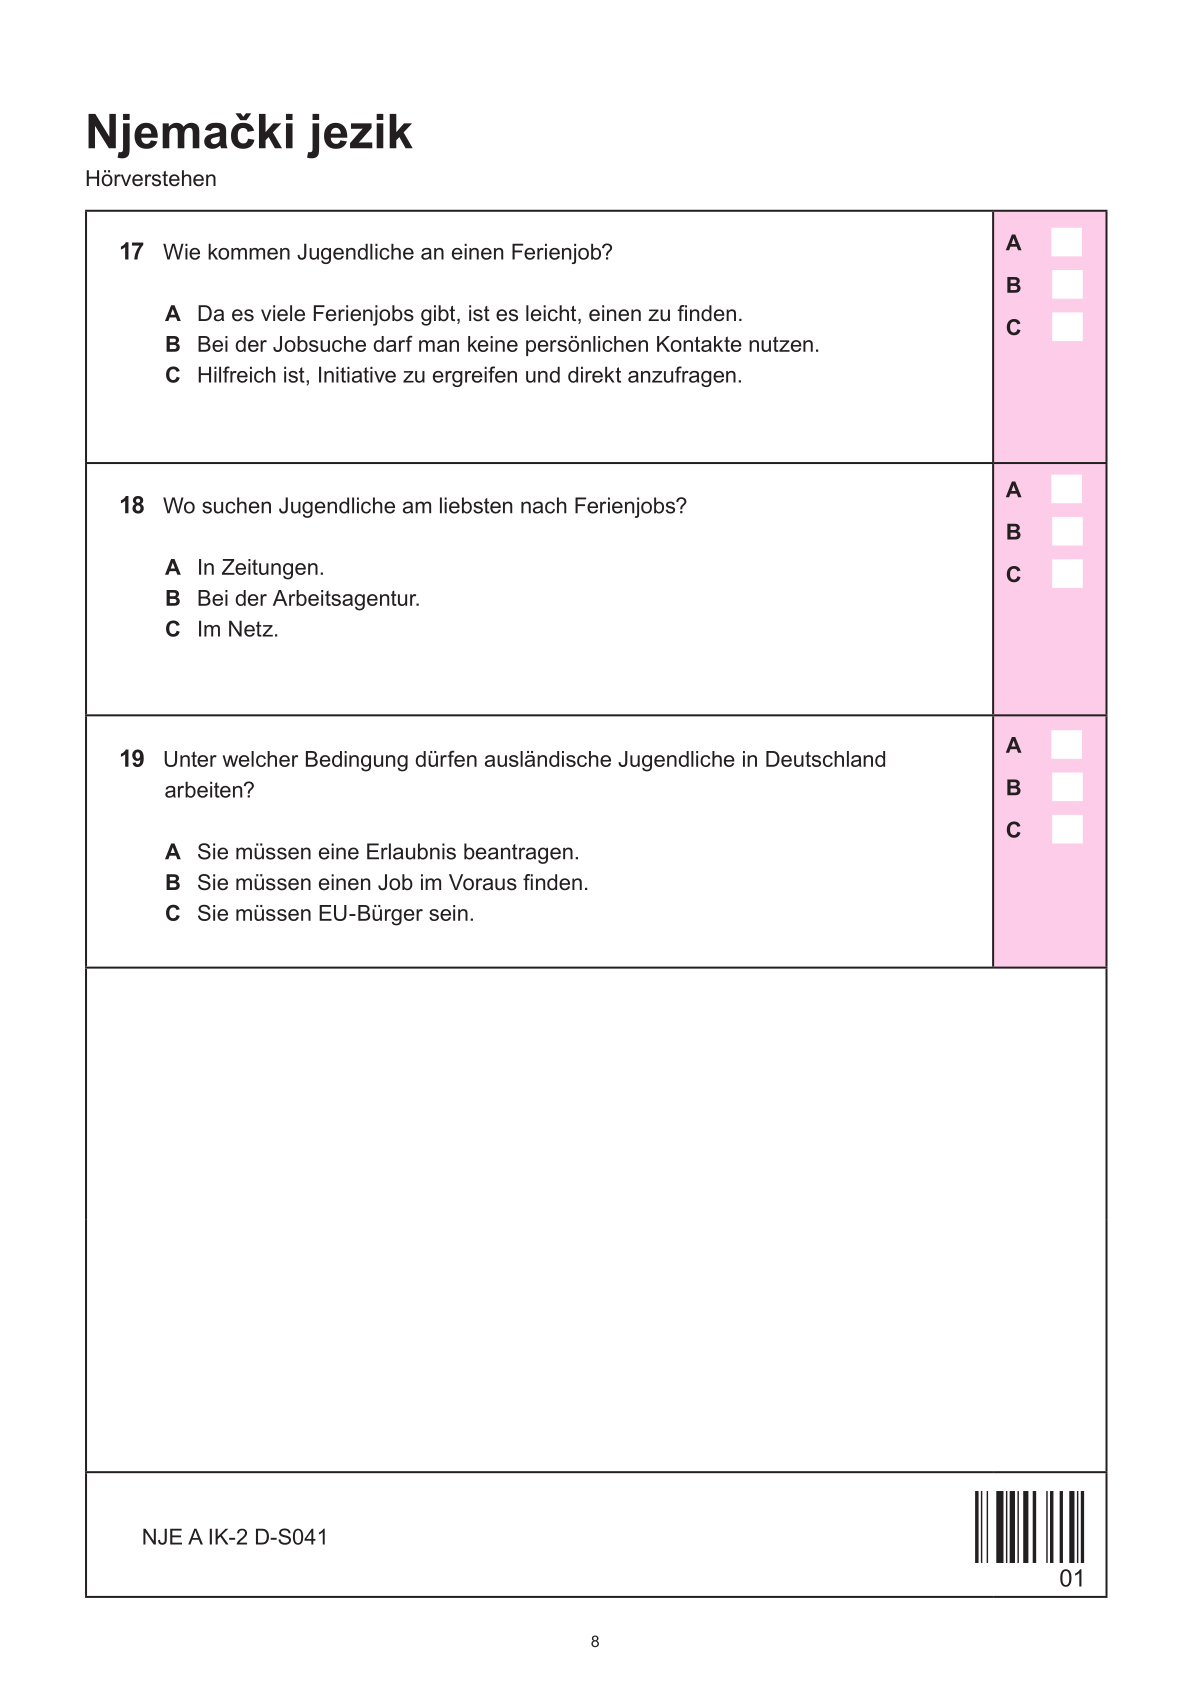 Njemački jezik
Hörverstehen
17 Wie kommen Jugendliche an einen Ferienjob?
A Da es viele Ferienjobs gibt, ist es leicht, einen zu finden.
B Bei der Jobsuche darf man keine persönlichen Kontakte nutzen.
C Hilfreich ist, Initiative zu ergreifen und direkt anzufragen.
A
B
C
18 Wo suchen Jugendliche am liebsten nach Ferienjobs?
A In Zeitungen.
B Bei der Arbeitsagentur.
C Im Netz.
A
B
C
19 Unter welcher Bedingung dürfen ausländische Jugendliche in Deutschland
arbeiten?
A Sie müssen eine Erlaubnis beantragen.
B Sie müssen einen Job im Voraus finden.
C Sie müssen EU-Bürger sein.
A
B
C
NJE A IK-2 D-S041
01
8